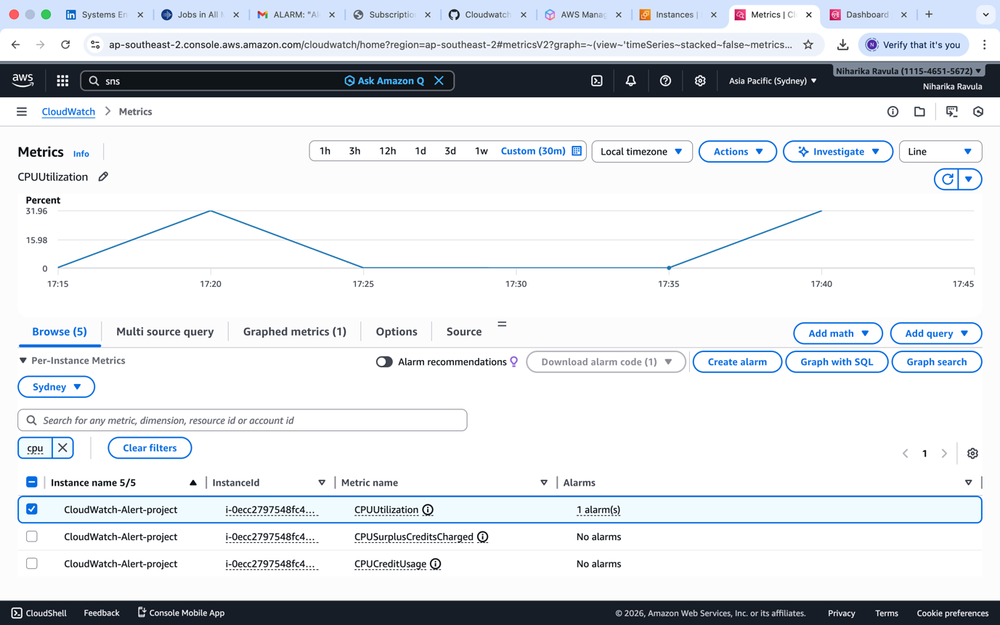 Systems En
Jobs in All M
ALARM: "Al
Subscription
Cloudwatch
AWS Manag
Instances |
Metrics | Cl
Dashboard
ap-southeast-2.console.aws.amazon.com/cloudwatch/home?region=ap-southeast-2#metricsV2?graph=~(view~'timeSeries~stacked~false~metrics...
N
Verify that it's you
aws
sns
Ask Amazon Q
Asia Pacific (Sydney)
Niharika Ravula (1115-4651-5672)
Niharika Ravula
CloudWatch
Metrics
Metrics
Info
1h
3h
12h
1d
3d
1w
Custom (30m)
Local timezone
Actions
Investigate
Line
CPUUtilization
Percent
31.96
15.98
0
17:15
17:20
17:25
17:30
17:35
17:40
17:45
Browse (5)
Multi source query
Graphed metrics (1)
Options
Source
Add math
Add query
Per-Instance Metrics
Alarm recommendations
Download alarm code (1)
Create alarm
Graph with SQL
Graph search
Sydney
Search for any metric, dimension, resource id or account id
cpu
Clear filters
1
Instance name 5/5
InstanceId
Metric name
Alarms
CloudWatch-Alert-project
i-0ecc2797548fc4...
CPUUtilization
1 alarm(s)
CloudWatch-Alert-project
i-0ecc2797548fc4...
CPUSurplusCreditsCharged
No alarms
CloudWatch-Alert-project
i-0ecc2797548fc4...
CPUCreditUsage
No alarms
CloudShell
Feedback
Console Mobile App
© 2026, Amazon Web Services, Inc. or its affiliates.
Privacy
Terms
Cookie preferences